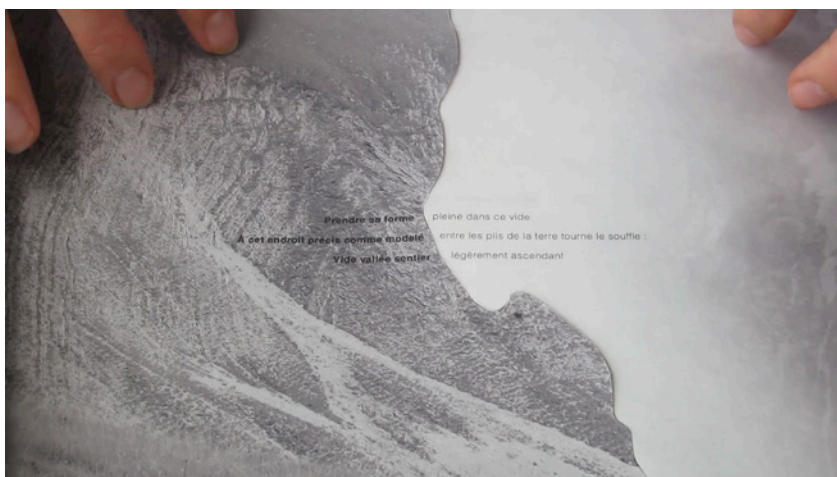 Prendre sa forme pleine dans ce vide
À cet endroit précis comme modelé entre les plis de la terre tourne le souffle :
Vide vallée sentier légèrement ascendant